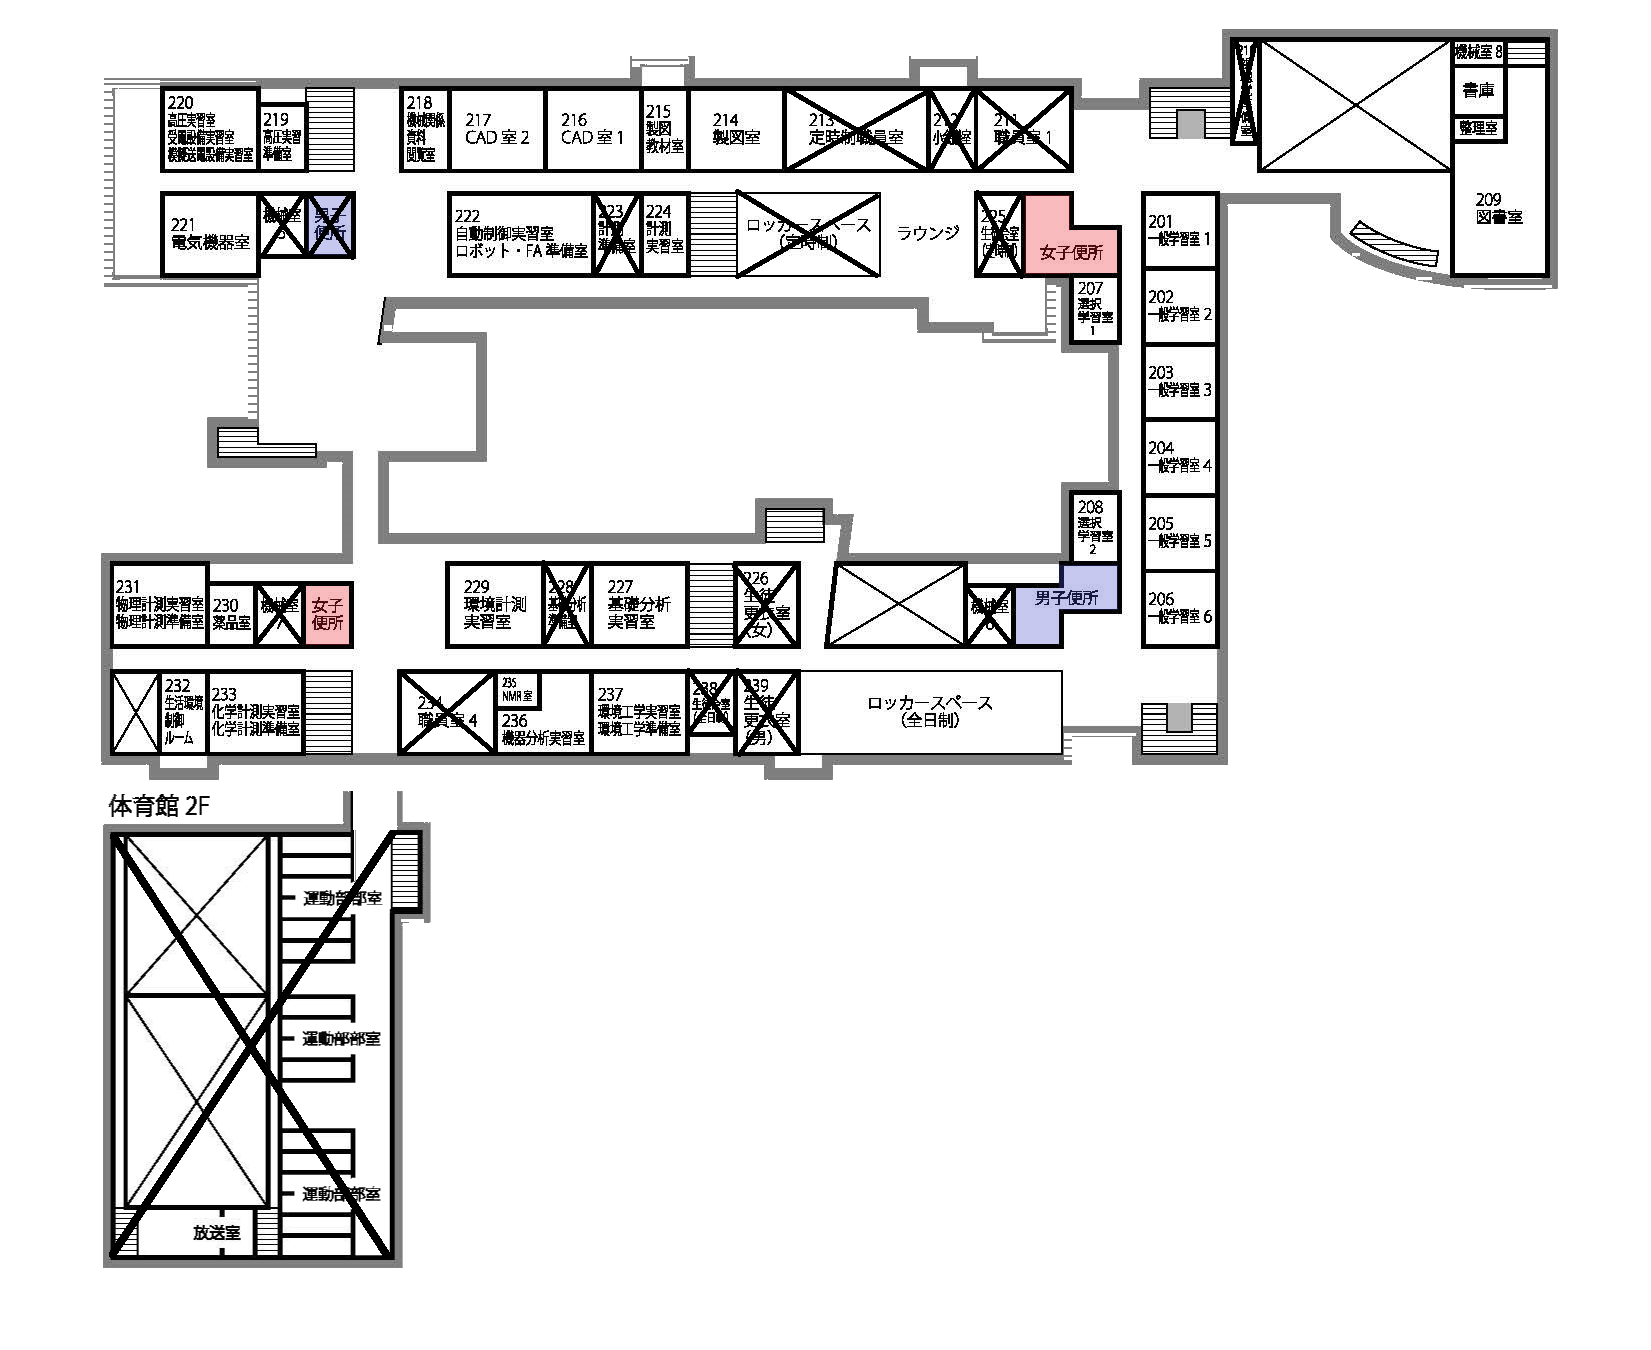 220
高圧実習室
受電設備実習室
模擬送電設備実習室
219
高圧実習
準備室
218
機械関係
資料
閲覧室
217
CAD 室 2
216
CAD 室 1
215
製図
教材室
214
製図室
213
定時制職員室
212
小会議室
211
職員室 1
210
機械室 8
書庫
整理室
209
図書室
221
電気機器室
機械室
5
男子
便所
222
自動制御実習室
ロボット・FA 準備室
223
計測
準備室
224
計測
実習室
ロッカースペース
(定時制)
ラウンジ
225
生徒会室
(定時制)
女子便所
207
選択
学習室
1
201
一般学習室 1
202
一般学習室 2
203
一般学習室 3
204
一般学習室 4
205
一般学習室 5
206
一般学習室 6
208
選択
学習室
2
231
物理計測実習室
物理計測準備室
230
薬品室
機械室
7
女子
便所
229
環境計測
実習室
228
基礎分析
準備室
227
基礎分析
実習室
226
生徒
更衣室
(女)
機械室
6
男子便所
232
生活環境
制御
ルーム
233
化学計測実習室
化学計測準備室
234
職員室 4
235
NMR 室
236
機器分析実習室
237
環境工学実習室
環境工学準備室
238
生徒会室
(全日制)
239
生徒
更衣室
(男)
ロッカースペース
(全日制)
体育館 2F
運動部部室
運動部部室
運動部部室
放送室